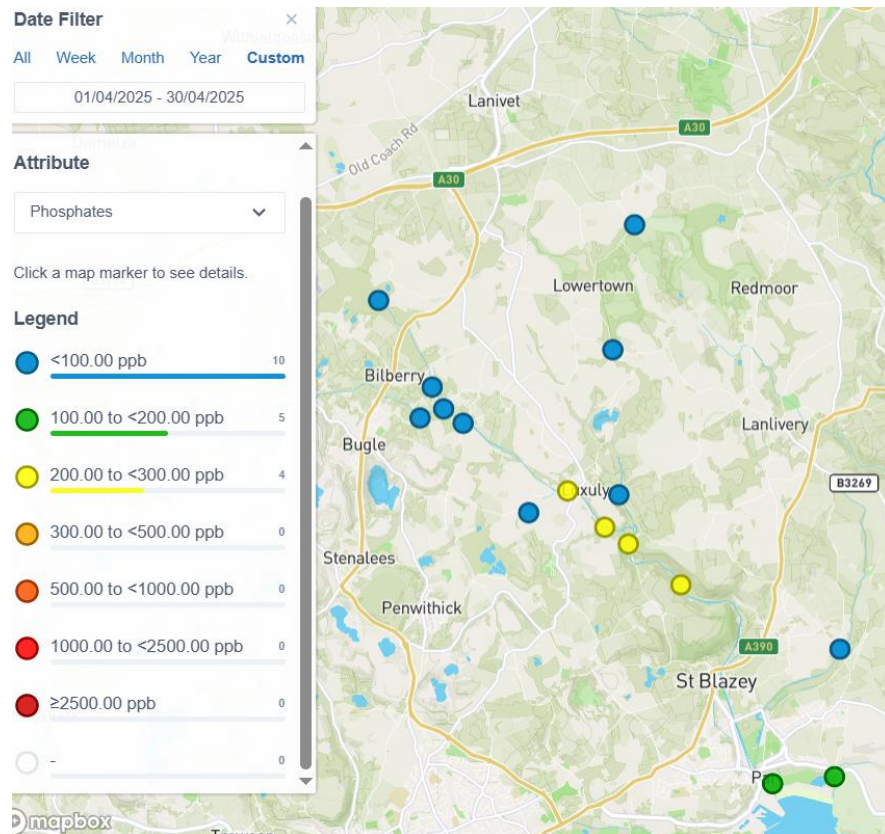 Date Filter ×
All Week Month Year Custom
01/04/2025 - 30/04/2025
Attribute
Phosphates
Click a map marker to see details.
Legend
<100.00 ppb 10
100.00 to <200.00 ppb 5
200.00 to <300.00 ppb 4
300.00 to <500.00 ppb 0
500.00 to <1000.00 ppb 0
1000.00 to <2500.00 ppb 0
≥2500.00 ppb 0
- 0
mapbox
Lanivet
A30
Old Coach Rd
A30
Lowertown
Redmoor
Bilberry
Lanlivery
Bugle
B3269
Stenalees
Penwithick
A390
St Blazey